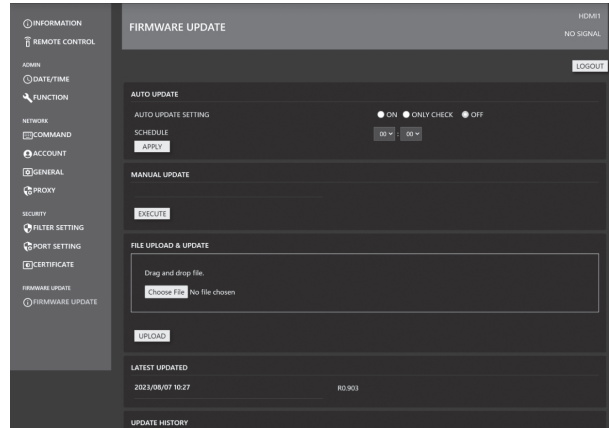 INFORMATION
REMOTE CONTROL
ADMIN
DATE/TIME
FUNCTION
NETWORK
COMMAND
ACCOUNT
GENERAL
PROXY
SECURITY
FILTER SETTING
PORT SETTING
CERTIFICATE
FIRMWARE UPDATE
FIRMWARE UPDATE
FIRMWARE UPDATE
HDMI1
NO SIGNAL
LOGOUT
AUTO UPDATE
AUTO UPDATE SETTING ON ONLY CHECK OFF
SCHEDULE 00 : 00
APPLY
MANUAL UPDATE
EXECUTE
FILE UPLOAD & UPDATE
Drag and drop file.
Choose File No file chosen
UPLOAD
LATEST UPDATED
2023/08/07 10:27 R0.903
UPDATE HISTORY